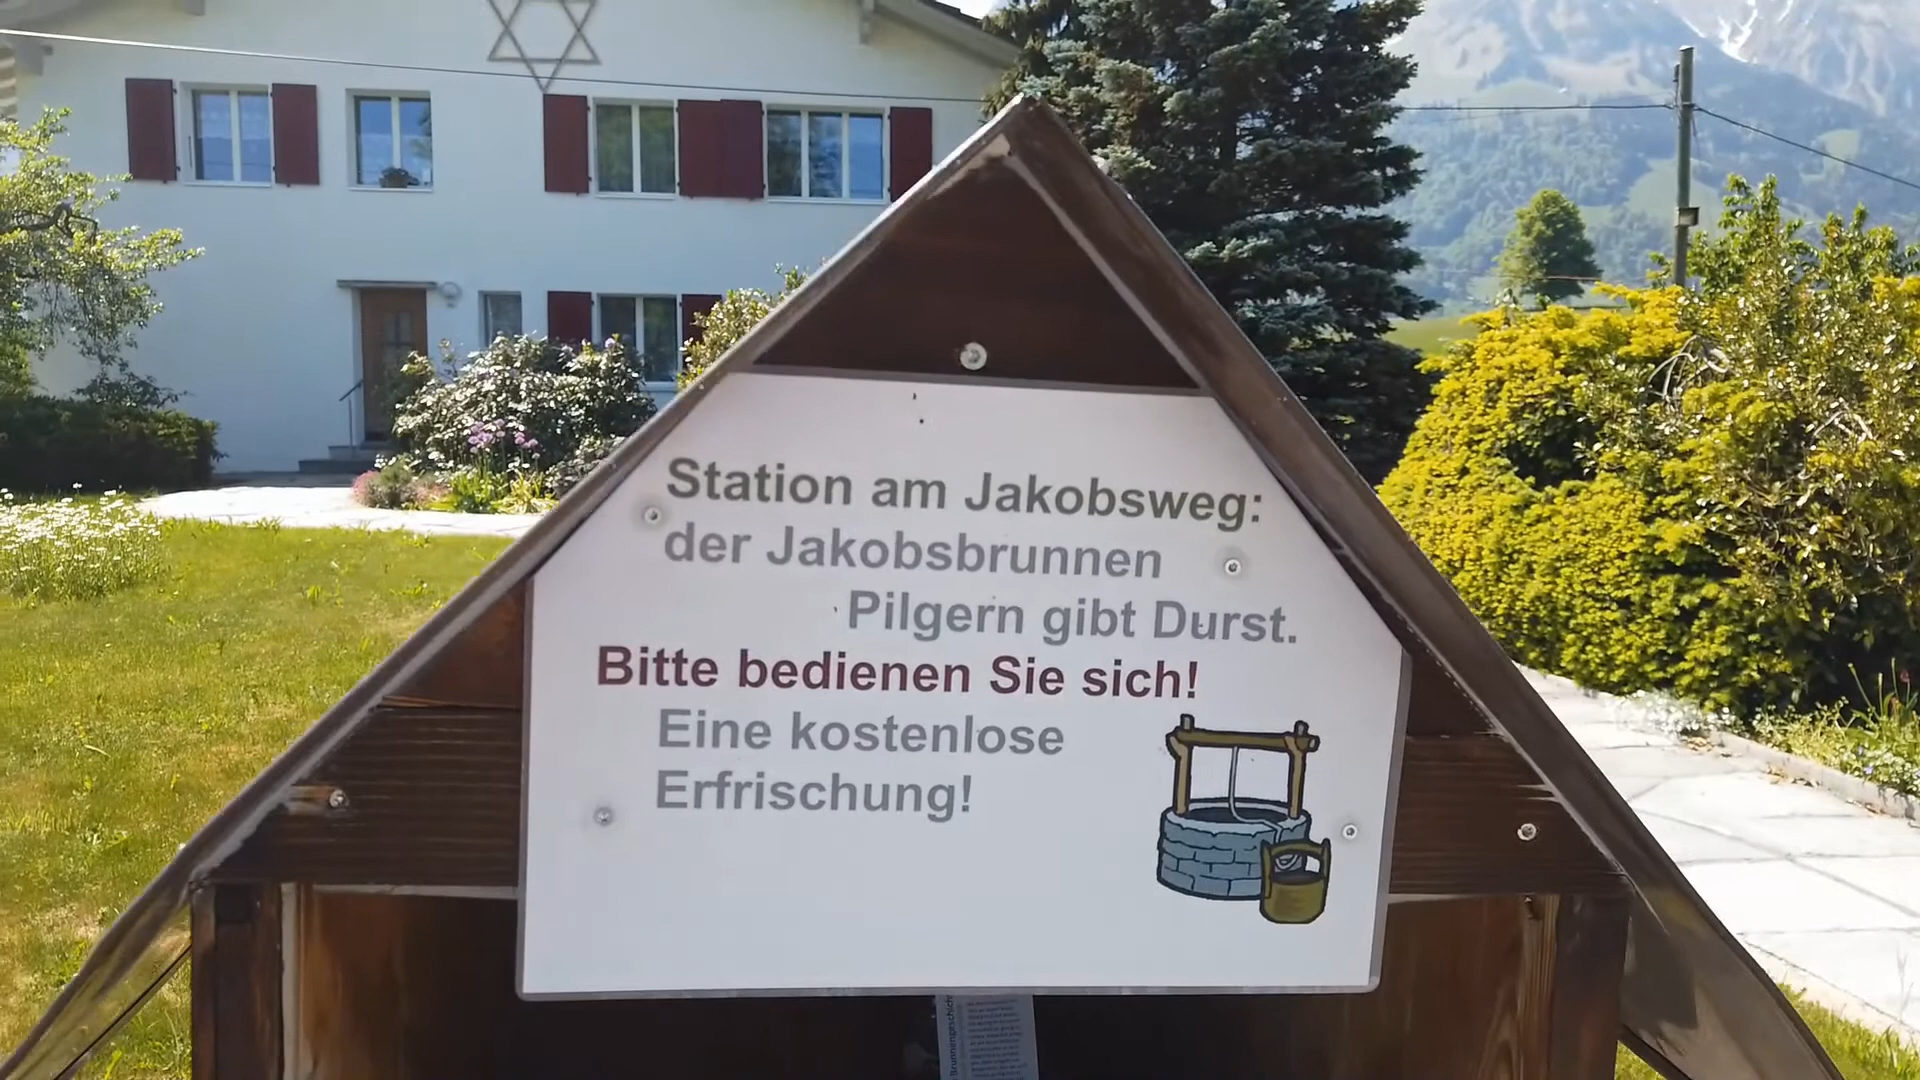 Station am Jakobsweg:
der Jakobsbrunnen
Pilgern gibt Durst.
Bitte bedienen Sie sich!
Eine kostenlose
Erfrischung!